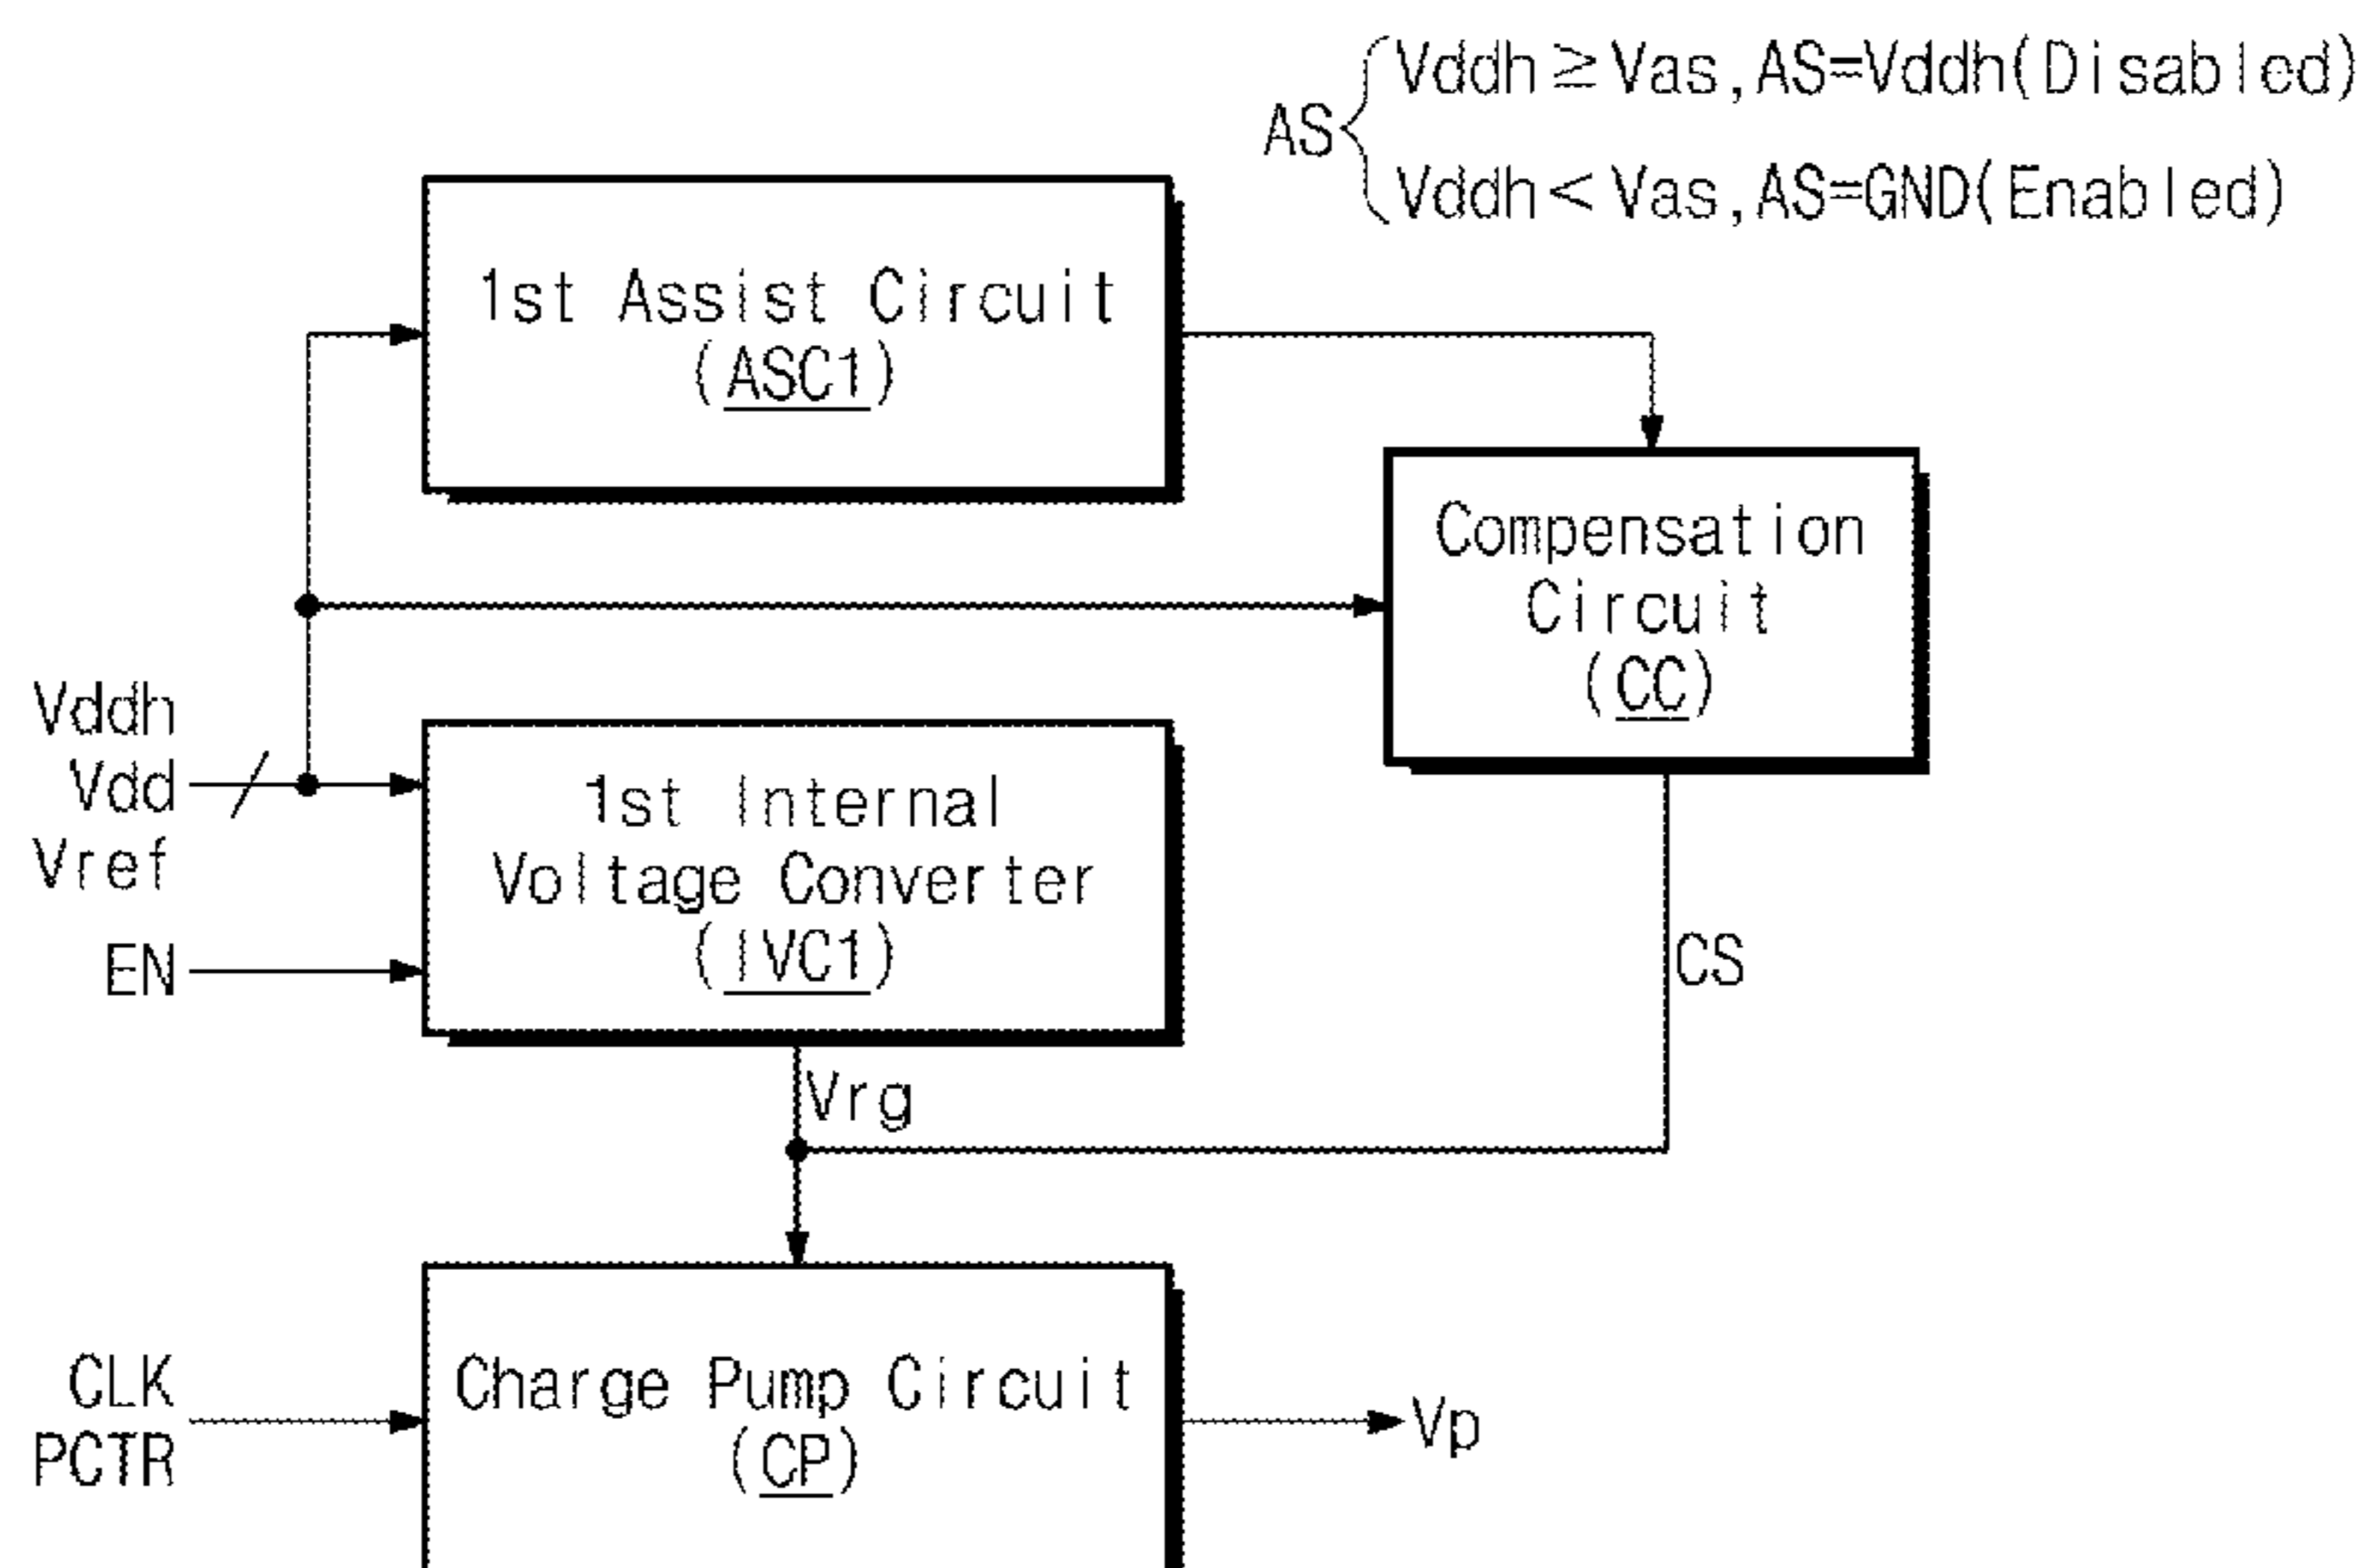 AS
Vddh≧Vas,AS=Vddh(Disabled)
Vddh<Vas,AS=GND(Enabled)
1st Assist Circuit
(ASC1)
Compensation
Circuit
(CC)
Vddh
Vdd
Vref
EN
1st Internal
Voltage Converter
(IVC1)
CS
Vrg
CLK
PCTR
Charge Pump Circuit
(CP)
Vp